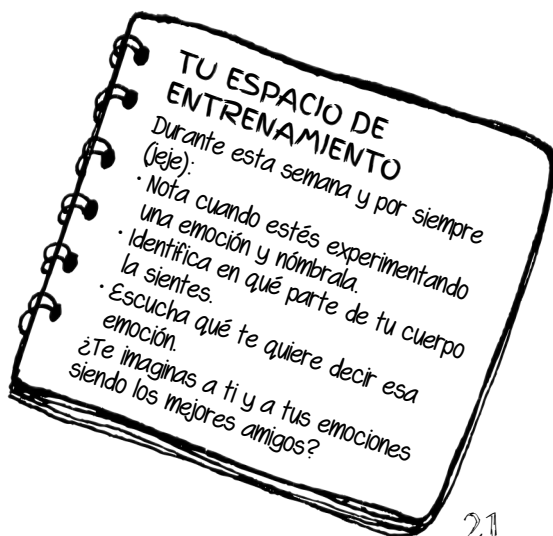 TU ESPACIO DE
ENTRENAMIENTO
Durante esta semana y por siempre
(jeje):
· Nota cuando estés experimentando
una emoción y nómbrala.
· Identifica en qué parte de tu cuerpo
la sientes.
· Escucha qué te quiere decir esa
emoción.
¿Te imaginas a ti y a tus emociones
siendo los mejores amigos?
21